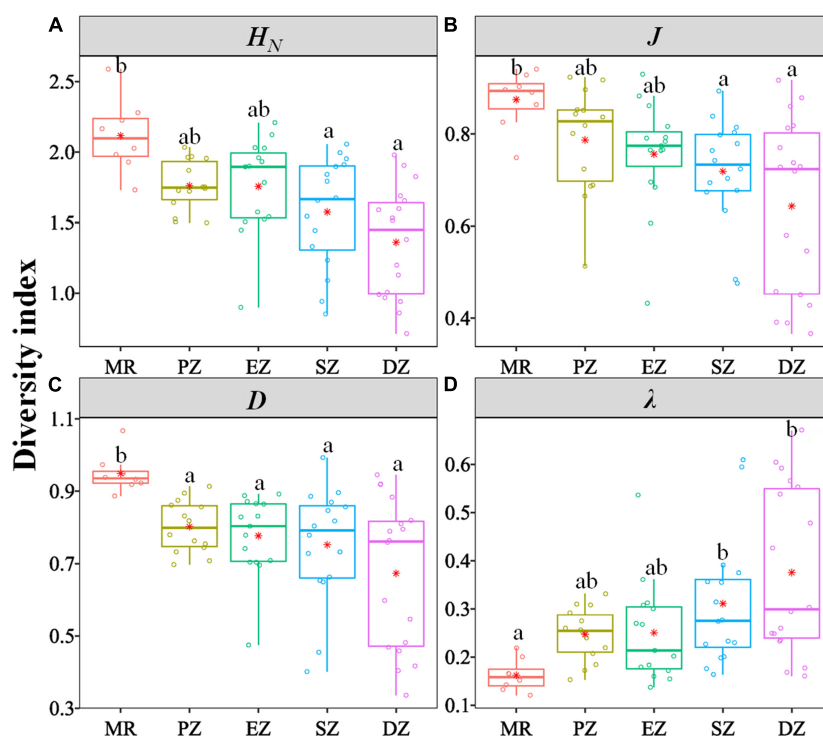 Diversity index
A
H_N
2.5
2.0
1.5
1.0
b
ab
ab
a
a
MR PZ EZ SZ DZ
B
J
0.8
0.6
0.4
b
ab
ab
a
a
MR PZ EZ SZ DZ
C
D
1.1
0.9
0.7
0.5
0.3
b
a
a
a
a
MR PZ EZ SZ DZ
D
λ
0.6
0.5
0.4
0.3
0.2
0.1
a
ab
ab
b
b
MR PZ EZ SZ DZ